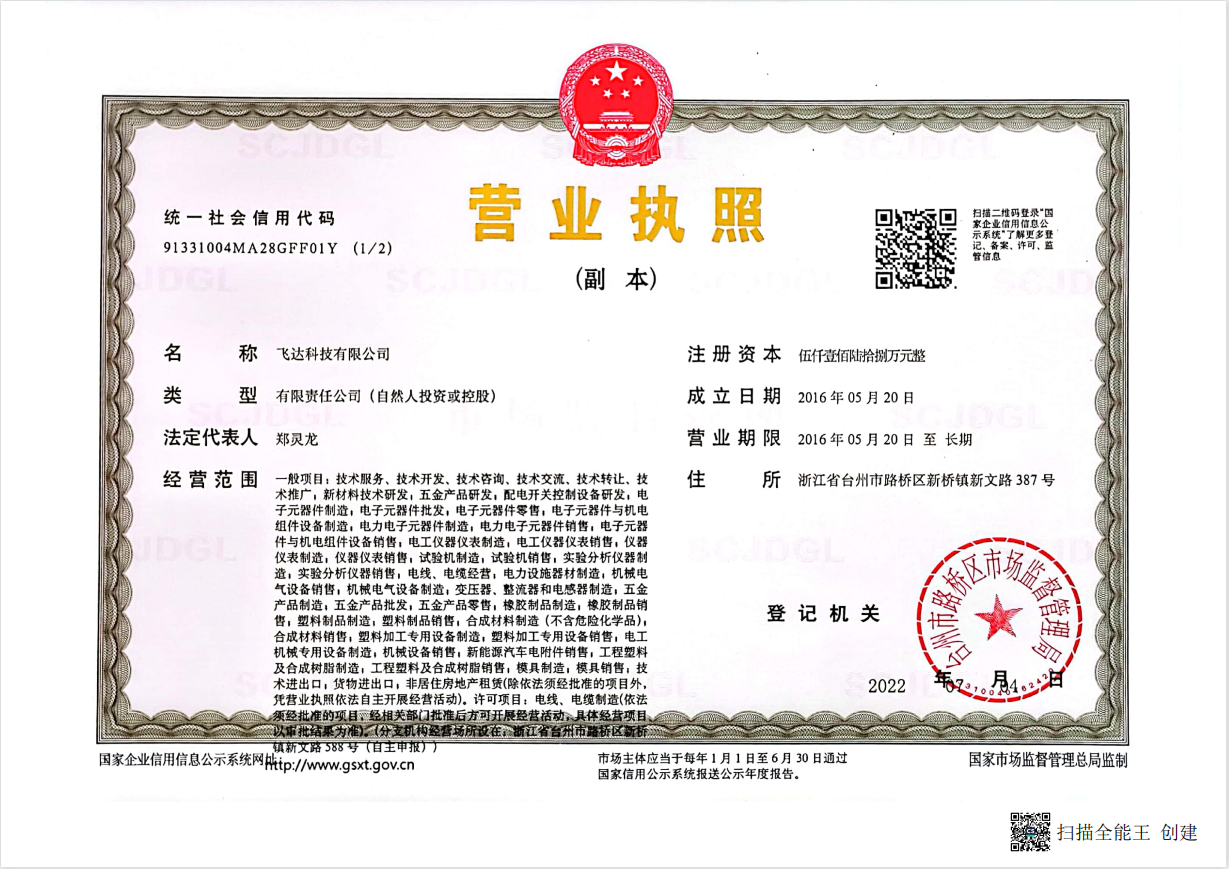 营业执照
(副 本)
统一社会信用代码
91331004MA28GFF01Y (1/2)
扫描二维码登录“国
家企业信用信息公
示系统”了解更多登
记、备案、许可、监
管信息
名 称 飞达科技有限公司
类 型 有限责任公司（自然人投资或控股）
法定代表人 郑灵龙
经营范围 一般项目：技术服务、技术开发、技术咨询、技术交流、技术转让、技
术推广；新材料技术研发；五金产品研发；配电开关控制设备研发；电
子元器件制造；电子元器件批发；电子元器件零售；电子元器件与机电
组件设备制造；电力电子元器件制造；电力电子元器件销售；电子元器
件与机电组件设备销售；电工仪器仪表制造；电工仪器仪表销售；仪器
仪表制造；仪器仪表销售；试验机制造；试验机销售；实验分析仪器制
造；实验分析仪器销售；电线、电缆经营；电力设施器材制造；机械电
气设备销售；机械电气设备制造；变压器、整流器和电感器制造；五金
产品制造；五金产品批发；五金产品零售；橡胶制品制造；橡胶制品销
售；塑料制品制造；塑料制品销售；合成材料制造（不含危险化学品）；
合成材料销售；塑料加工专用设备制造；塑料加工专用设备销售；电工
机械专用设备制造；机械设备销售；新能源汽车电附件销售；工程塑料
及合成树脂制造；工程塑料及合成树脂销售；模具制造；模具销售；技
术进出口；货物进出口；非居住房地产租赁(除依法须经批准的项目外，
凭营业执照依法自主开展经营活动)。许可项目：电线、电缆制造(依法
须经批准的项目，经相关部门批准后方可开展经营活动，具体经营项目
以审批结果为准)。(分支机构经营场所设在：浙江省台州市路桥区新桥
镇新文路 588 号（自主申报）)
注册资本 伍仟壹佰陆拾捌万元整
成立日期 2016 年 05 月 20 日
营业期限 2016 年 05 月 20 日 至 长期
住 所 浙江省台州市路桥区新桥镇新文路 387 号
登记机关
台州市路桥区市场监督管理局
2022 年 07 月 04 日
国家企业信用信息公示系统网址：http://www.gsxt.gov.cn
市场主体应当于每年 1 月 1 日至 6 月 30 日通过
国家信用公示系统报送公示年度报告。
国家市场监督管理总局监制
扫描全能王 创建